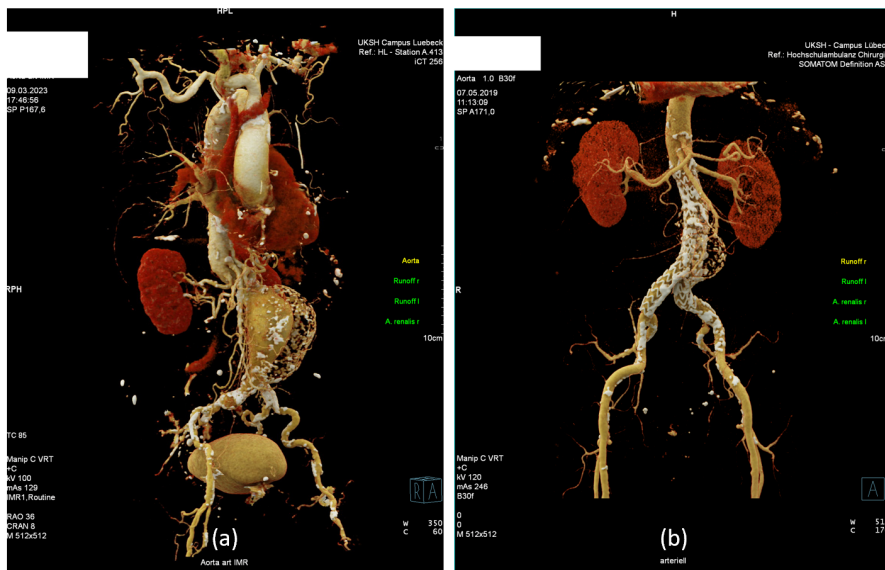 HPL
UKSH Campus Luebeck
Ref.: HL - Station A.413
iCT 256
09.03.2023
17:46:56
SP P167,6
RPH
Aorta
Runoff r
Runoff l
A. renalis r
10cm
TC 85
Manip C VRT
+C
kV 100
mAs 129
IMR1,Routine
RAO 36
CRAN 8
M 512x512
R A
W 350
C 60
(a)
Aorta art IMR
H
UKSH - Campus Lübec
Ref.: Hochschulambulanz Chirurgi
SOMATOM Definition AS
Aorta 1.0 B30f
07.05.2019
11:13:09
SP A171,0
R
Runoff r
Runoff l
A. renalis r
A. renalis l
10cm
Manip C VRT
+C
kV 120
mAs 246
B30f
0
0
M 512x512
A
W 51
C 17
(b)
arteriell